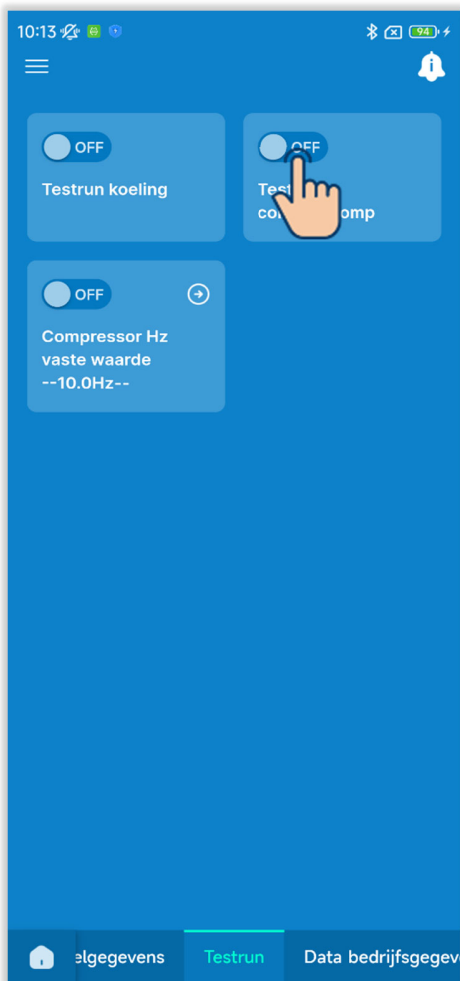 10:13
94
OFF
Testrun koeling
OFF
OFF
Compressor Hz
vaste waarde
--10.0Hz--
elgegevens
Testrun
Data bedrijfsgegev